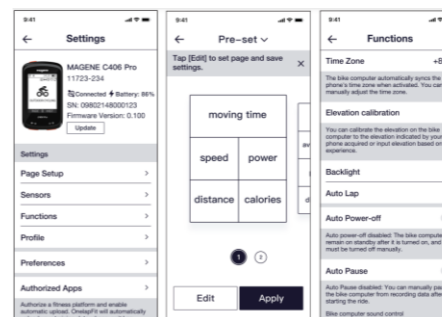 9:41
Settings
MAGENE C406 Pro
11723-234
Connected Battery: 86%
SN: 09802148000123
Firmware Version: 0.100
Update
Settings
Page Setup
Sensors
Functions
Profile
Preferences
Authorized Apps
Authorize a fitness platform and enable
automatic upload. OnelapFit will automatically
9:41
Pre-set
Tap [Edit] to set page and save
settings.
moving time
speed power
distance calories
1 2
Edit Apply
9:41
Functions
Time Zone +8
The bike computer automatically syncs the
phone's time zone when activated. You can
manually adjust the time zone.
Elevation calibration
You can calibrate the elevation on the bike
computer to the elevation indicated by your
phone acquired or input elevation based on
experience.
Backlight
Auto Lap
Auto Power-off
Auto power-off disabled: The bike computer
remain on standby after it is turned on, and
must be turned off manually.
Auto Pause
Auto Pause disabled: You can manually pau
the bike computer from recording data after
starting the ride.
Bike computer sound control